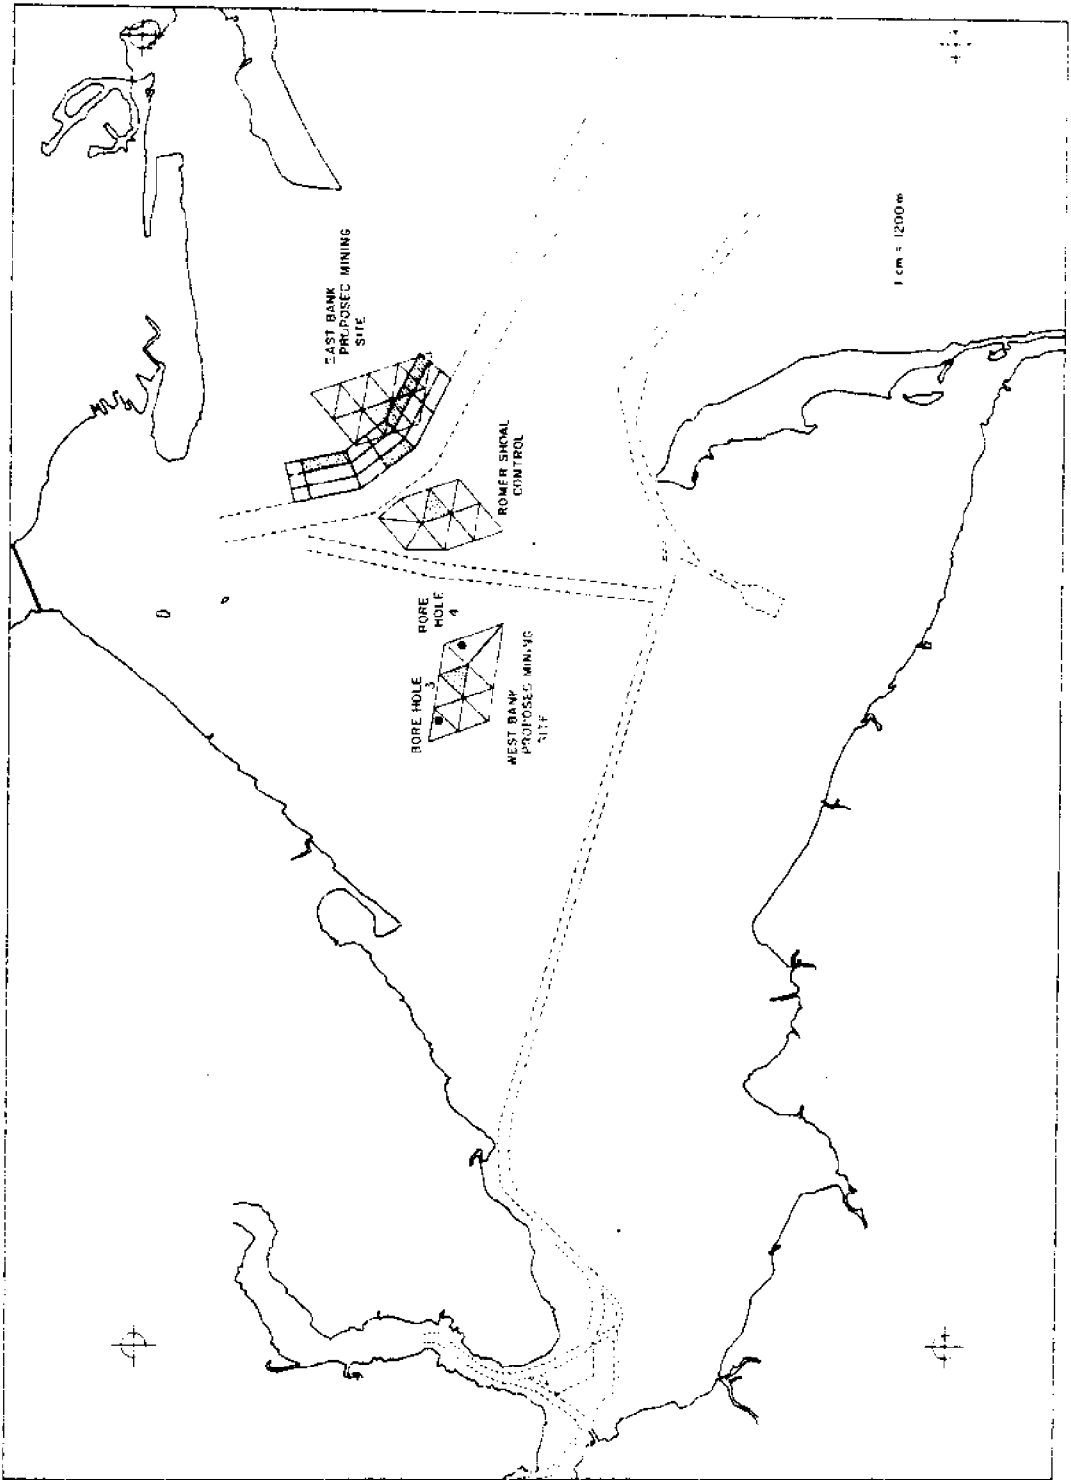 EAST BANK
PROPOSED MINING
SITE
ROMER SHOAL
CONTROL
BORE
HOLE
4
BORE HOLE
3
WEST BANK
PROPOSED MINING
SITE
1 cm = 1200 m